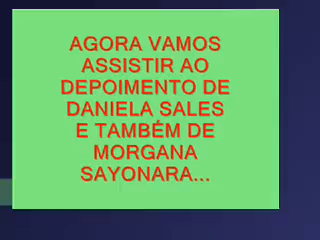 AGORA VAMOS
ASSISTIR AO
DEPOIMENTO DE
DANIELA SALES
E TAMBÉM DE
MORGANA
SAYONARA...